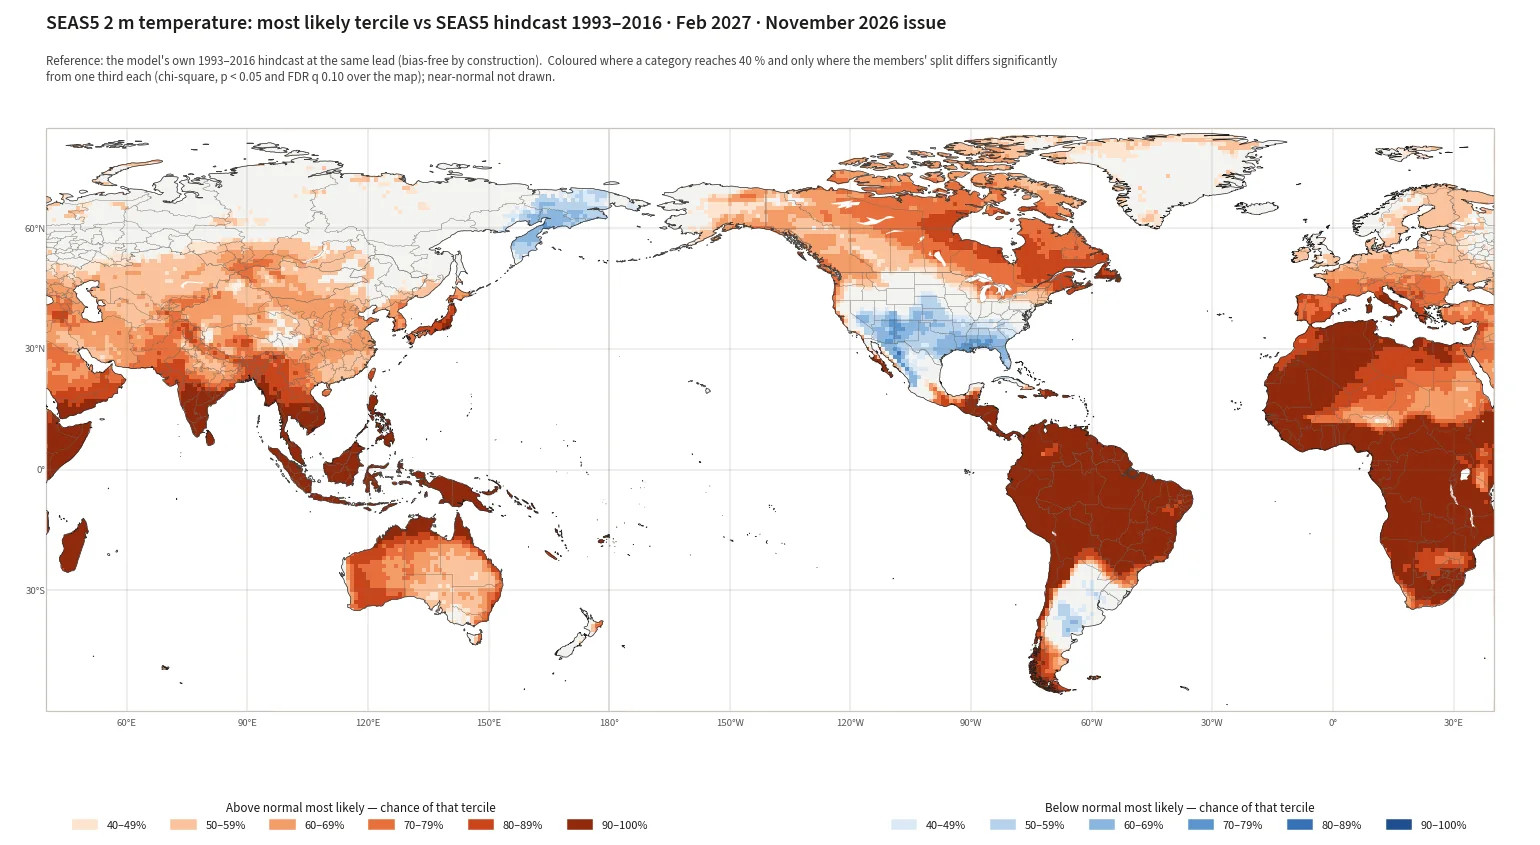 SEAS5 2 m temperature: most likely tercile vs SEAS5 hindcast 1993–2016 · Feb 2027 · November 2026 issue
Reference: the model's own 1993–2016 hindcast at the same lead (bias-free by construction). Coloured where a category reaches 40 % and only where the members' split differs significantly
from one third each (chi-square, p < 0.05 and FDR q 0.10 over the map); near-normal not drawn.
60°N
30°N
0°
30°S
60°E 90°E 120°E 150°E 180° 150°W 120°W 90°W 60°W 30°W 0° 30°E
Above normal most likely — chance of that tercile
40–49% 50–59% 60–69% 70–79% 80–89% 90–100%
Below normal most likely — chance of that tercile
40–49% 50–59% 60–69% 70–79% 80–89% 90–100%